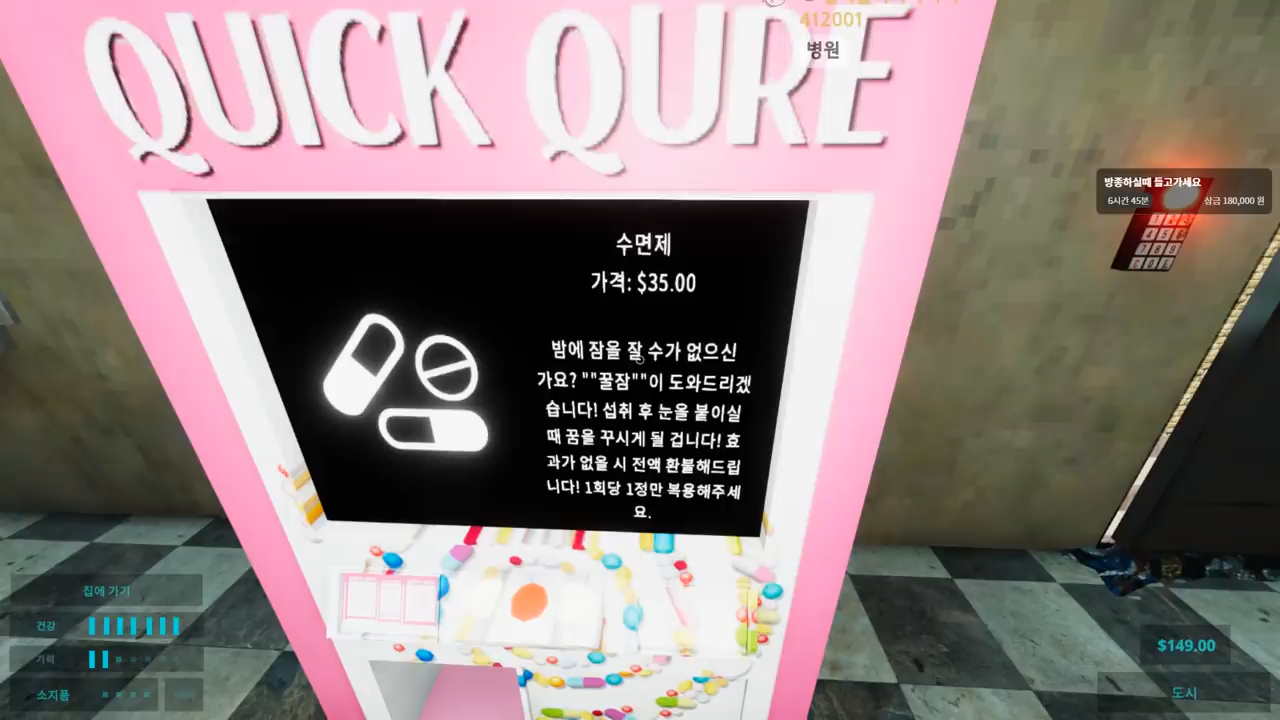 QUICK QURE
412001
병원
방종하실때 들고가세요
6시간 45분
상금 180,000 원
수면제
가격: $35.00
밤에 잠을 잘 수가 없으신
가요? ""꿀잠""이 도와드리겠
습니다! 섭취 후 눈을 붙이실
때 꿈을 꾸시게 될 겁니다! 효
과가 없을 시 전액 환불해드립
니다! 1회당 1정만 복용해주세
요.
집에 가기
건강
기력
소지품
$149.00
도시